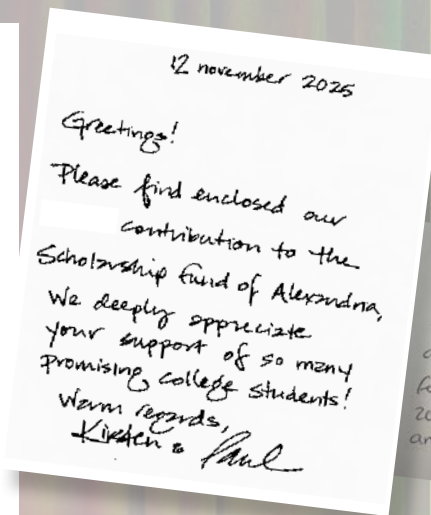 12 november 2025
Greetings!
Please find enclosed our
contribution to the
Scholarship Fund of Alexandria,
We deeply appreciate
your support of so many
promising college students!
Warm regards,
Kirsten & Paul